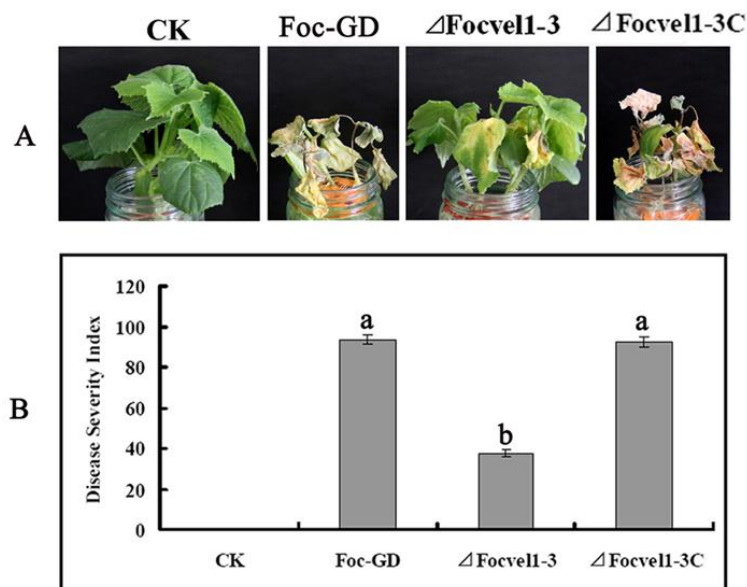 CK Foc-GD ⊿Focvel1-3 ⊿Focvel1-3C
A
B
Disease Severity Index
120
100
80
60
40
20
0
a
b
a
CK Foc-GD ⊿Focvel1-3 ⊿Focvel1-3C